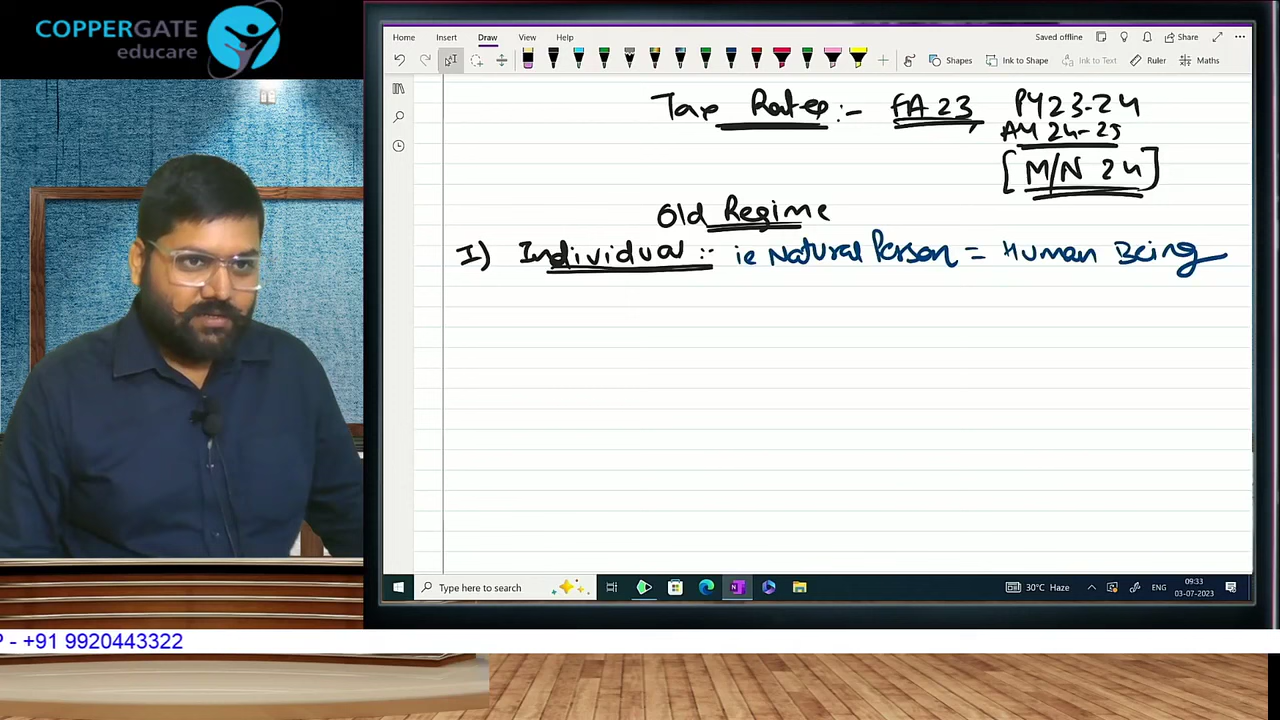 COPPERGATE
educare
Home Insert Draw View Help
Saved offline
Share
Shapes
Ink to Shape
Ink to Text
Ruler
Maths
Tax Rates :- FA 23 PY 23-24
AY 24-25
[M/N 24]
Old Regime
I) Individual :- ie Natural Person = Human Being
Type here to search
30°C Haze
ENG
09:33
03-07-2023
P - +91 9920443322